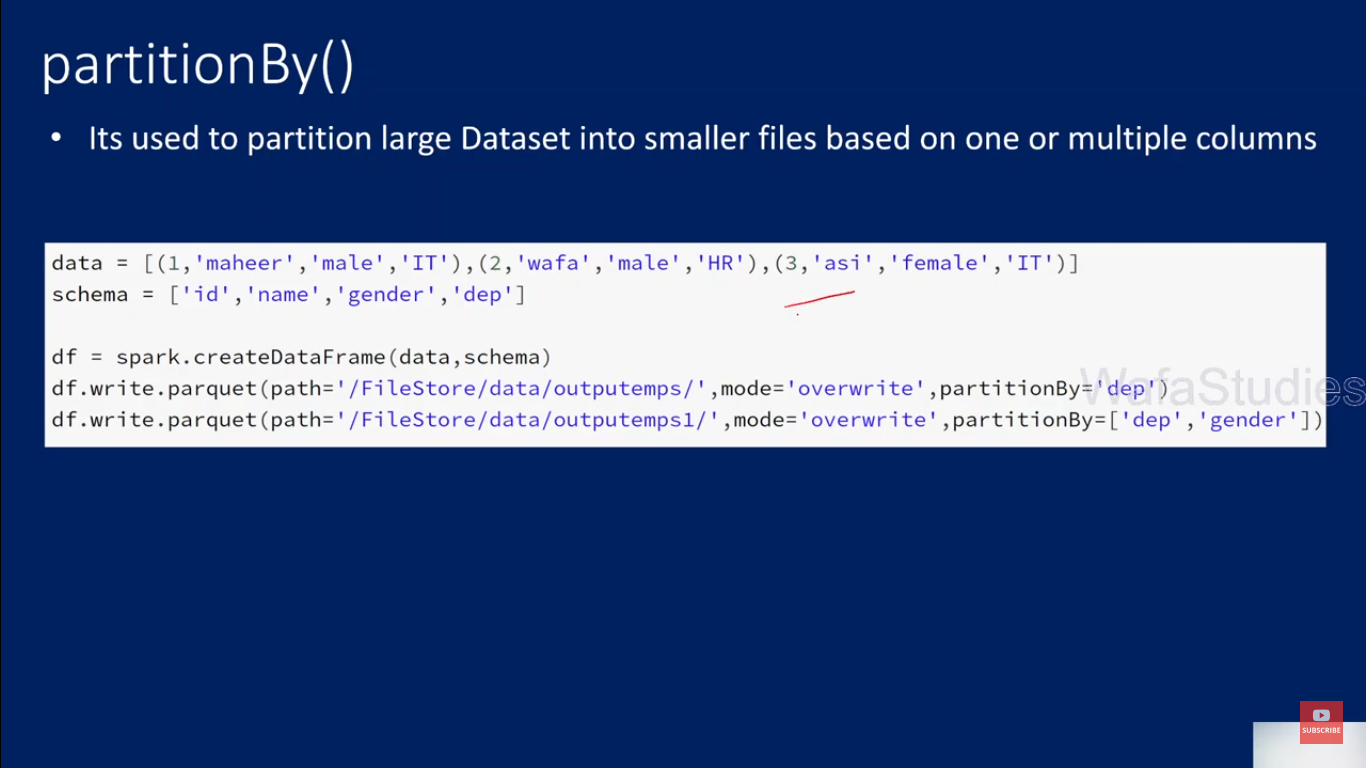 partitionBy()
• Its used to partition large Dataset into smaller files based on one or multiple columns
data = [(1,'maheer','male','IT'),(2,'wafa','male','HR'),(3,'asi','female','IT')]
schema = ['id','name','gender','dep']
df = spark.createDataFrame(data,schema)
df.write.parquet(path='/FileStore/data/outputemps/',mode='overwrite',partitionBy='dep')
WafaStudies
df.write.parquet(path='/FileStore/data/outputemps1/',mode='overwrite',partitionBy=['dep','gender'])
SUBSCRIBE